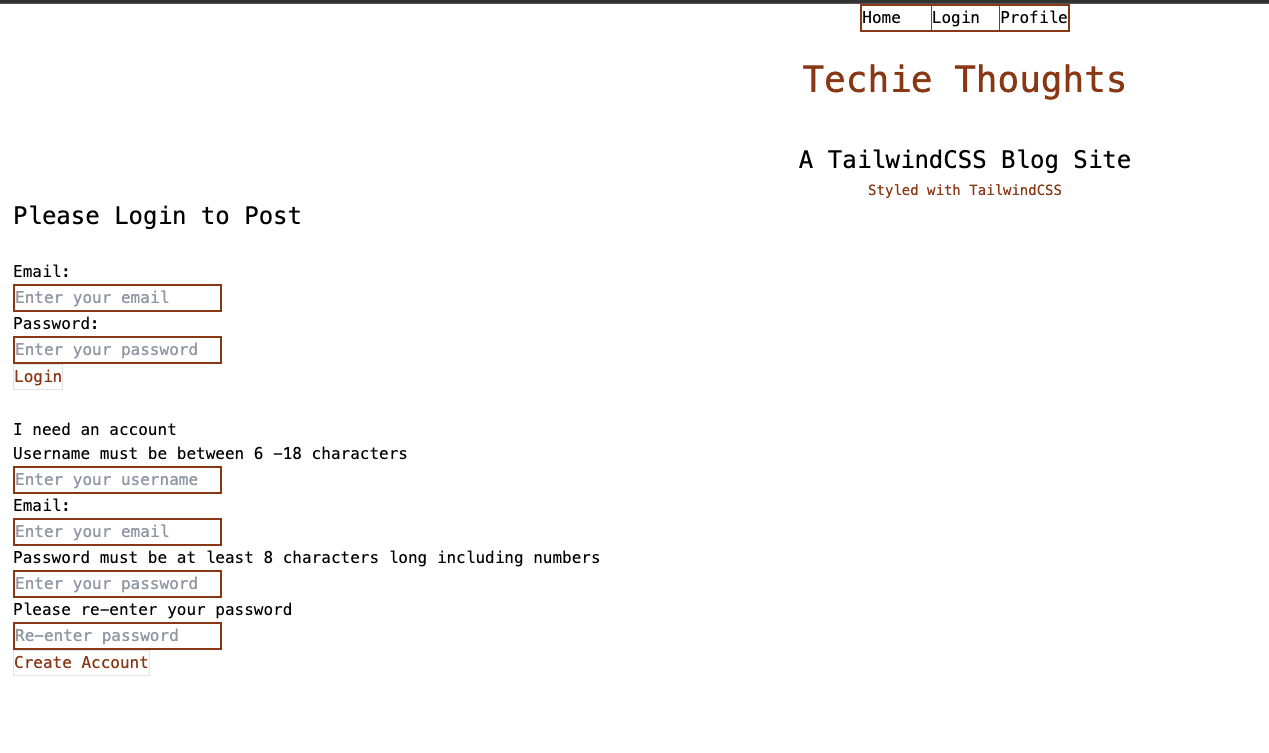 Home Login Profile
Techie Thoughts
A TailwindCSS Blog Site
Styled with TailwindCSS
Please Login to Post
Email:
Enter your email
Password:
Enter your password
Login
I need an account
Username must be between 6 -18 characters
Enter your username
Email:
Enter your email
Password must be at least 8 characters long including numbers
Enter your password
Please re-enter your password
Re-enter password
Create Account